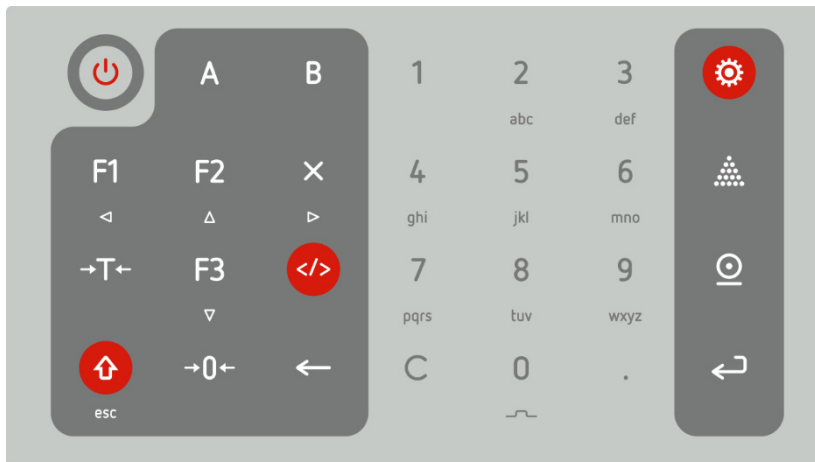 A B 1 2 3
abc def
F1 F2 × 4 5 6
ghi jkl mno
→T← F3 </> 7 8 9
pqrs tuv wxyz
→0← ← C 0 .
esc